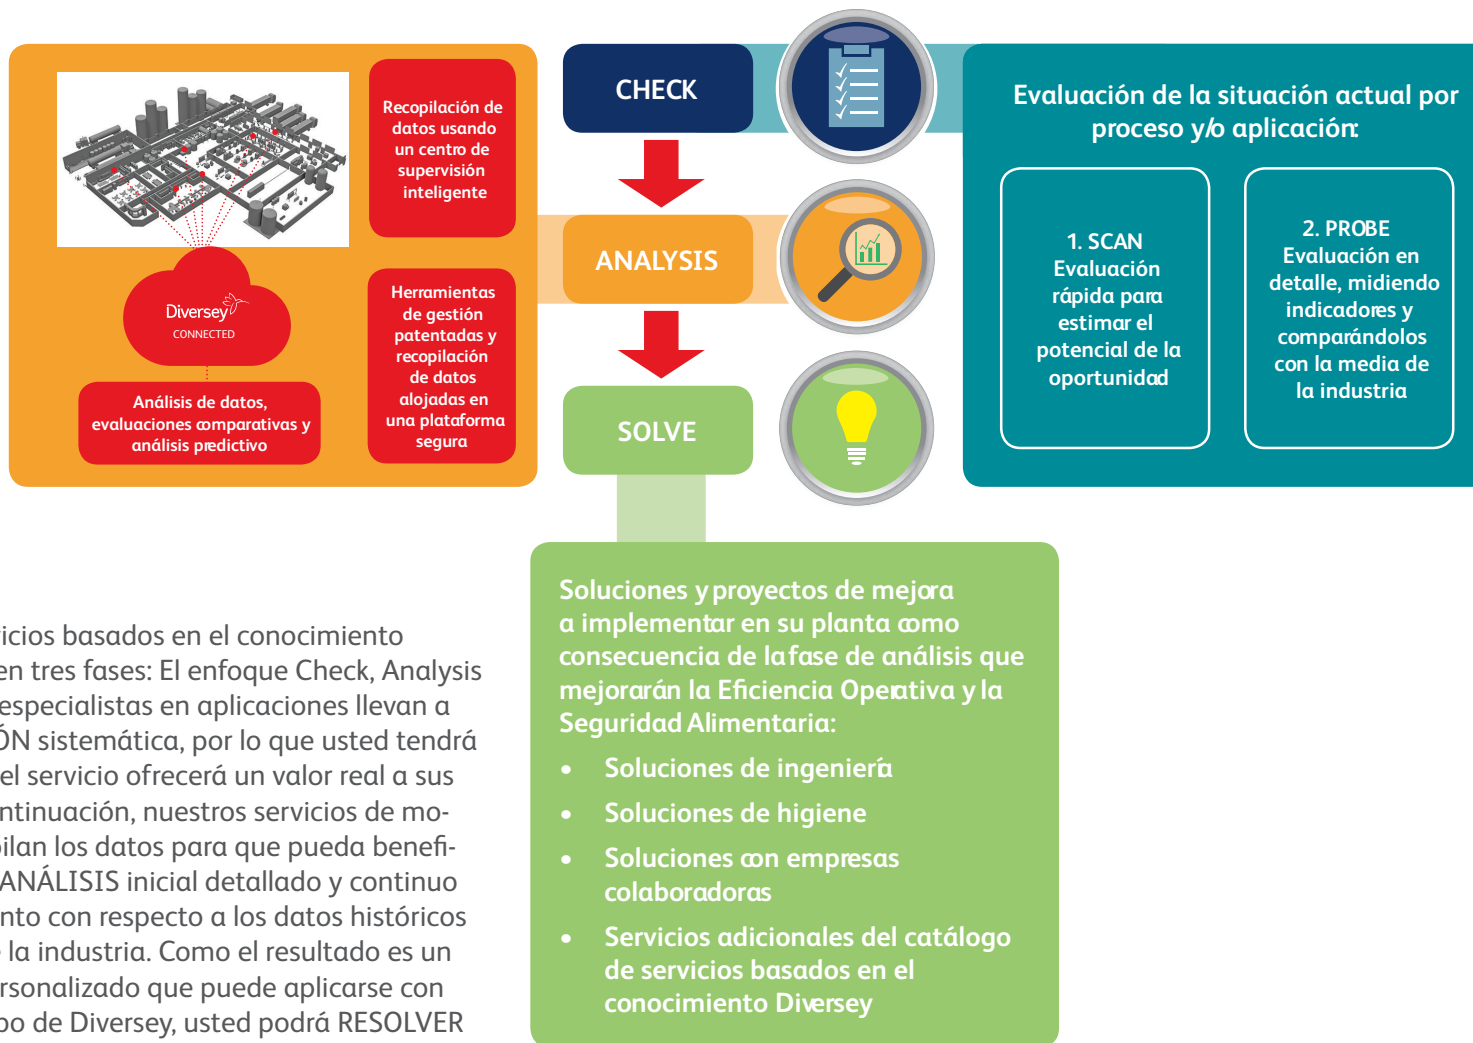 Recopilación de
datos usando
un centro de
supervisión
inteligente
Diversey
CONNECTED
Herramientas
de gestión
patentadas y
recopilación
de datos
alojadas en
una plataforma
segura
Análisis de datos,
evaluaciones comparativas y
análisis predictivo
CHECK
ANALYSIS
SOLVE
Evaluación de la situación actual por
proceso y/o aplicación:
1. SCAN
Evaluación
rápida para
estimar el
potencial de la
oportunidad
2. PROBE
Evaluación en
detalle, midiendo
indicadores y
comparándolos
con la media de
la industria
basados en el conocimiento
en tres fases: El enfoque Check, Analysis
especialistas en aplicaciones llevan a
sistemática, por lo que usted tendrá
el servicio ofrecerá un valor real a sus
nuestros servicios de mo-
los datos para que pueda benefi-
ANÁLISIS inicial detallado y continuo
con respecto a los datos históricos
la industria. Como el resultado es un
que puede aplicarse con
de Diversey, usted podrá RESOLVER
Soluciones y proyectos de mejora
a implementar en su planta como
consecuencia de la fase de análisis que
mejorarán la Eficiencia Operativa y la
Seguridad Alimentaria:
• Soluciones de ingeniería
• Soluciones de higiene
• Soluciones con empresas
colaboradoras
• Servicios adicionales del catálogo
de servicios basados en el
conocimiento Diversey